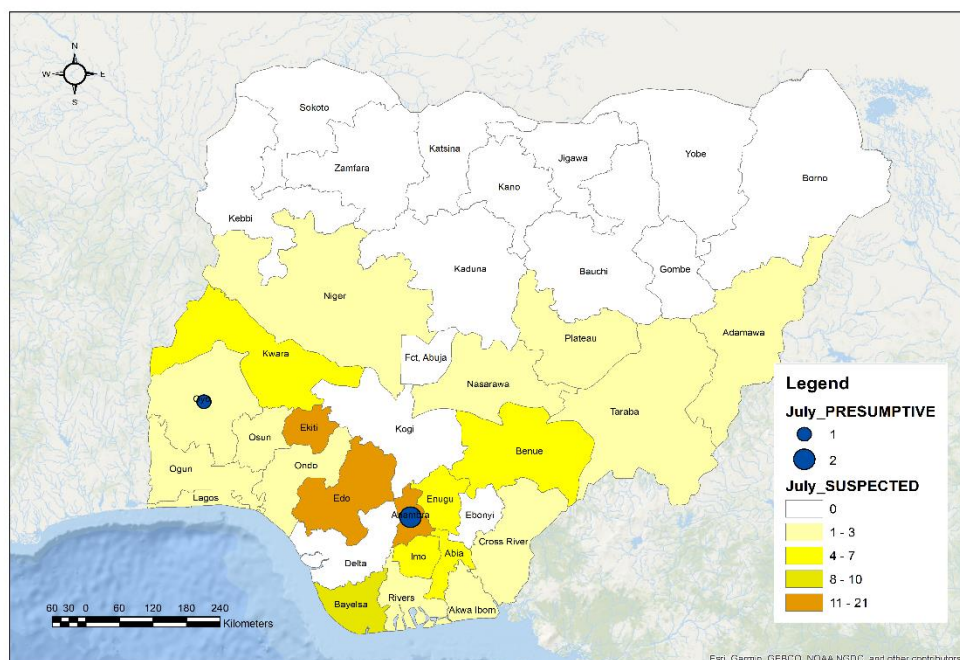 N
W E
S
Sokoto
Katsina
Yobe
Jigawa
Zamfara
Borno
Kano
Kebbi
Kaduna
Bauchi
Gombe
Niger
Adamawa
Plateau
Kwara
Fct, Abuja
Nasarawa
Taraba
Oyo
Ekiti
Kogi
Osun
Benue
Ondo
Ogun
Edo
Enugu
Lagos
Anambra
Ebonyi
Cross River
Imo
Abia
Delta
Bayelsa
Rivers
Akwa Ibom
Legend
July_PRESUMPTIVE
1
2
July_SUSPECTED
0
1 - 3
4 - 7
8 - 10
11 - 21
60 30 0 60 120 180 240
Kilometers
Esri, Garmin, GEBCO, NOAA NGDC, and other contributors